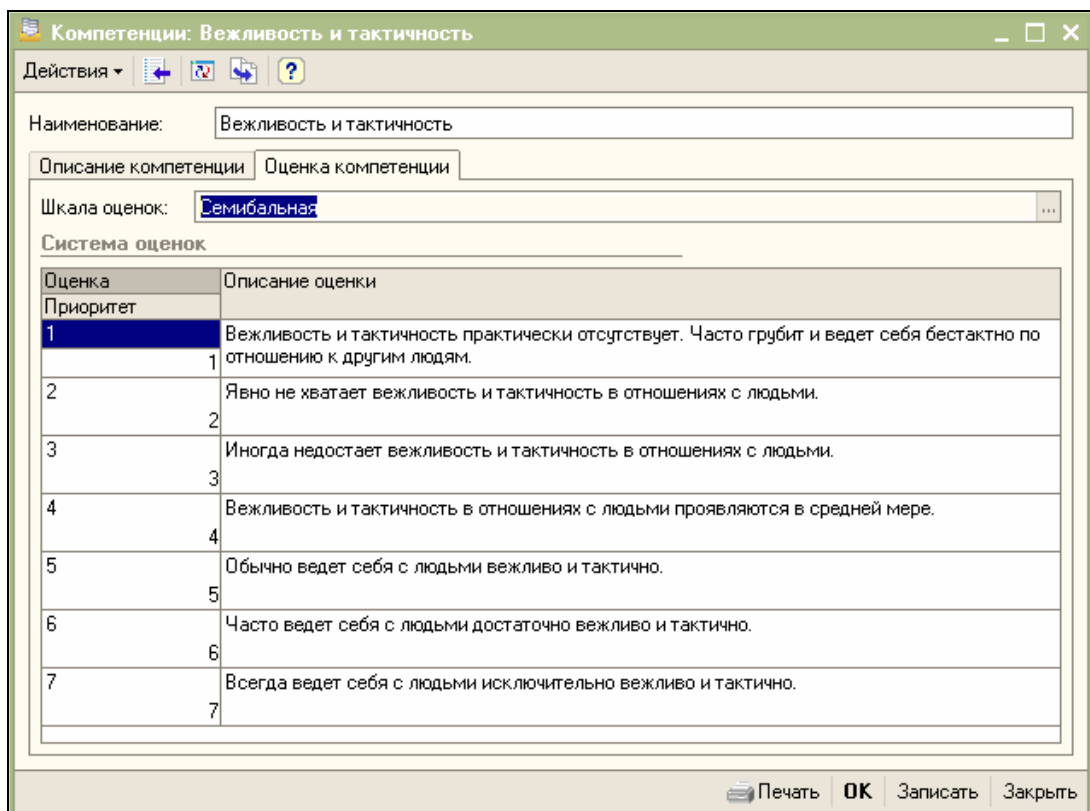 Компетенции: Вежливость и тактичность
Действия
Наименование: Вежливость и тактичность
Описание компетенции Оценка компетенции
Шкала оценок: Семибальная ...
Система оценок
Оценка Описание оценки
Приоритет
1 Вежливость и тактичность практически отсутствует. Часто грубит и ведет себя бестактно по
1 отношению к другим людям.
2 Явно не хватает вежливость и тактичность в отношениях с людьми.
2
3 Иногда недостает вежливость и тактичность в отношениях с людьми.
3
4 Вежливость и тактичность в отношениях с людьми проявляются в средней мере.
4
5 Обычно ведет себя с людьми вежливо и тактично.
5
6 Часто ведет себя с людьми достаточно вежливо и тактично.
6
7 Всегда ведет себя с людьми исключительно вежливо и тактично.
7
Печать OK Записать Закрыть